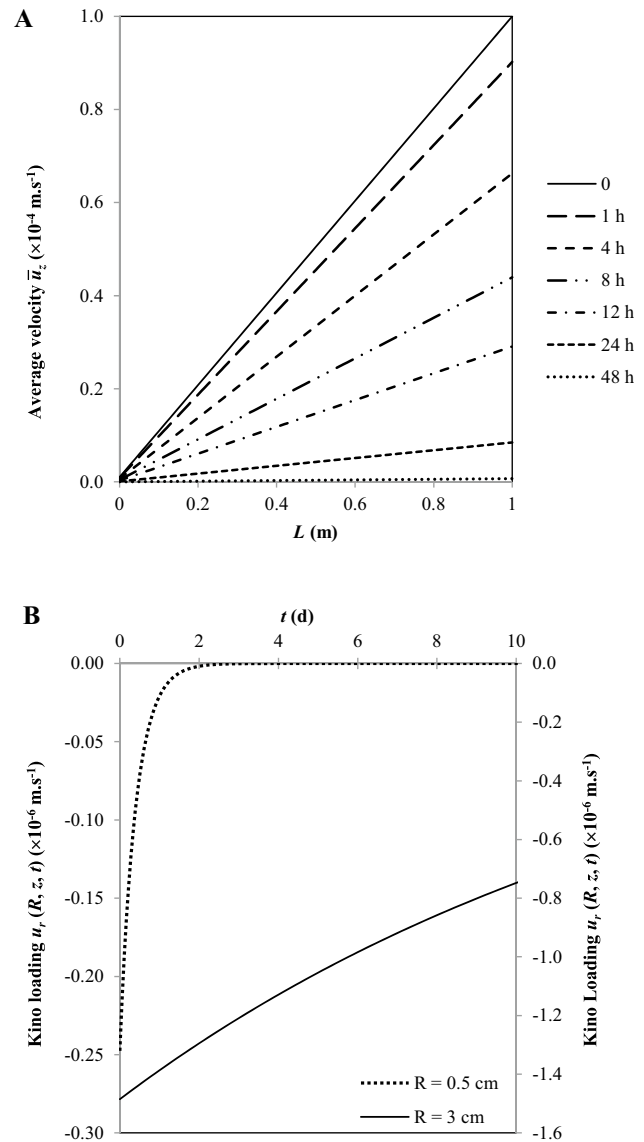 A
Average velocity ūz (×10-4 m.s-1)
1.0
0.8
0.6
0.4
0.2
0.0
0 0.2 0.4 0.6 0.8 1
L (m)
0
1 h
4 h
8 h
12 h
24 h
48 h
B
t (d)
0 2 4 6 8 10
Kino loading ur (R, z, t) (×10-6 m.s-1)
0.00
-0.05
-0.10
-0.15
-0.20
-0.25
-0.30
0.0
-0.2
-0.4
-0.6
-0.8
-1.0
-1.2
-1.4
-1.6
Kino Loading ur (R, z, t) (×10-6 m.s-1)
R = 0.5 cm
R = 3 cm